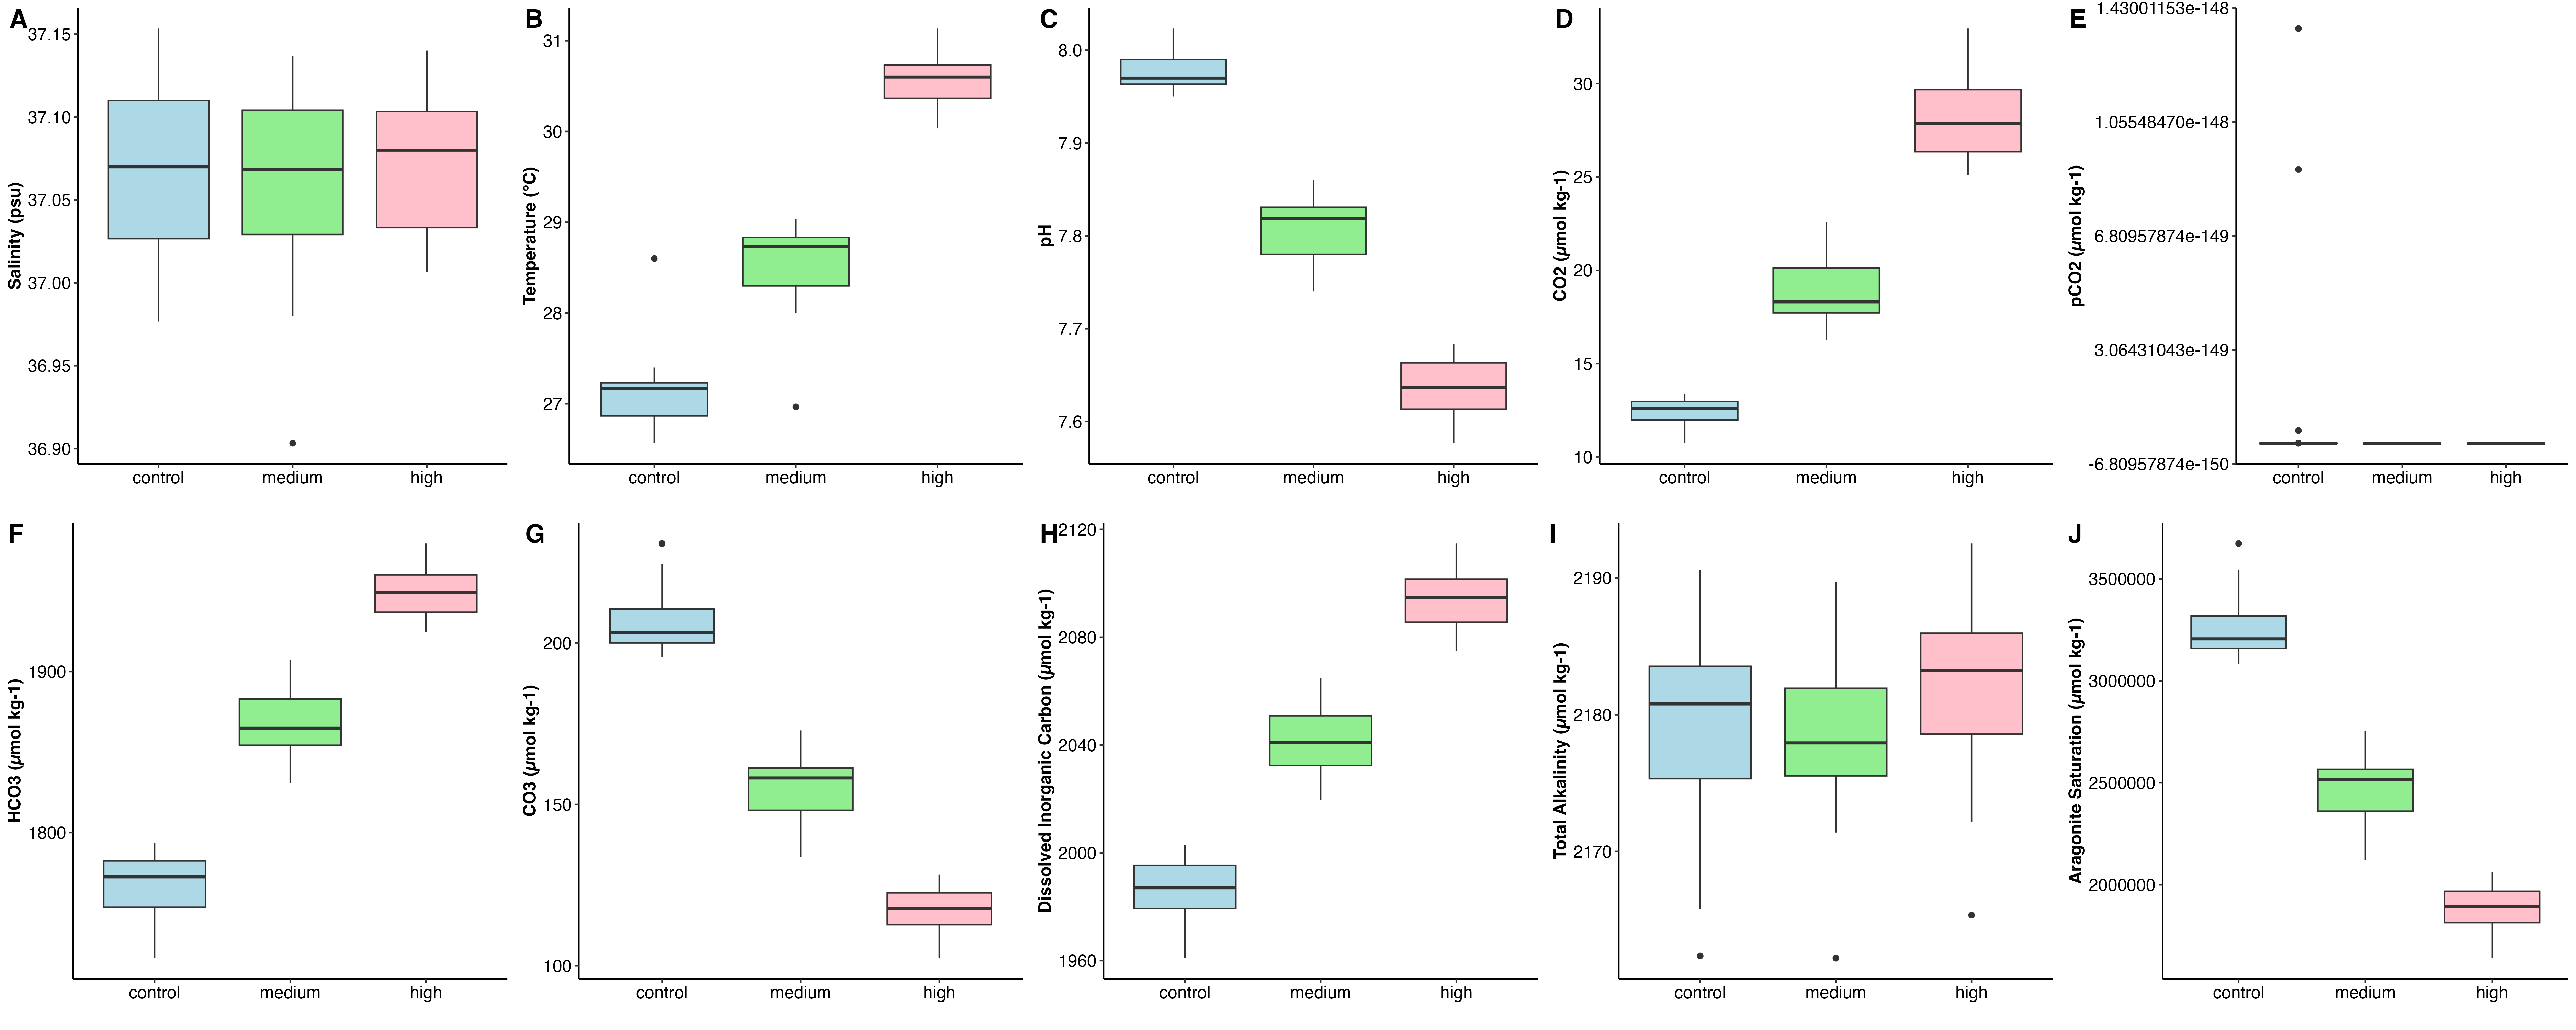 A
Salinity (psu)
37.15
37.10
37.05
37.00
36.95
36.90
control medium high
B
Temperature (°C)
31
30
29
28
27
control medium high
C
pH
8.0
7.9
7.8
7.7
7.6
control medium high
D
CO2 (µmol kg-1)
30
25
20
15
10
control medium high
E
pCO2 (µmol kg-1)
1.43001153e-148
1.05548470e-148
6.80957874e-149
3.06431043e-149
-6.80957874e-150
control medium high
F
HCO3 (µmol kg-1)
1900
1800
control medium high
G
CO3 (µmol kg-1)
200
150
100
control medium high
H
Dissolved Inorganic Carbon (µmol kg-1)
2120
2080
2040
2000
1960
control medium high
I
Total Alkalinity (µmol kg-1)
2190
2180
2170
control medium high
J
Aragonite Saturation (µmol kg-1)
3500000
3000000
2500000
2000000
control medium high